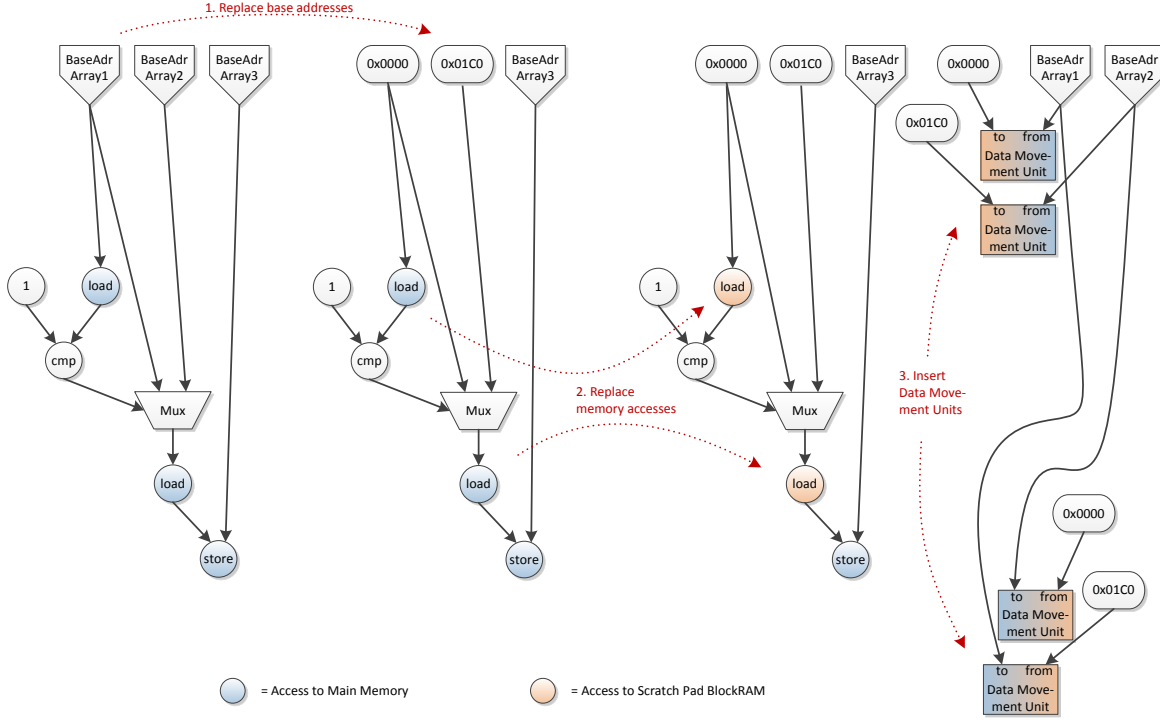 1. Replace base addresses
BaseAdr
Array1
BaseAdr
Array2
BaseAdr
Array3
1
load
cmp
Mux
load
store
0x0000
0x01C0
BaseAdr
Array3
1
load
cmp
Mux
load
store
2. Replace
memory accesses
0x0000
0x01C0
BaseAdr
Array3
1
load
cmp
Mux
load
store
0x0000
BaseAdr
Array1
BaseAdr
Array2
0x01C0
to from
Data Move-
ment Unit
to from
Data Move-
ment Unit
3. Insert
Data Move-
ment Units
0x0000
0x01C0
to from
Data Move-
ment Unit
to from
Data Move-
ment Unit
= Access to Main Memory
= Access to Scratch Pad BlockRAM